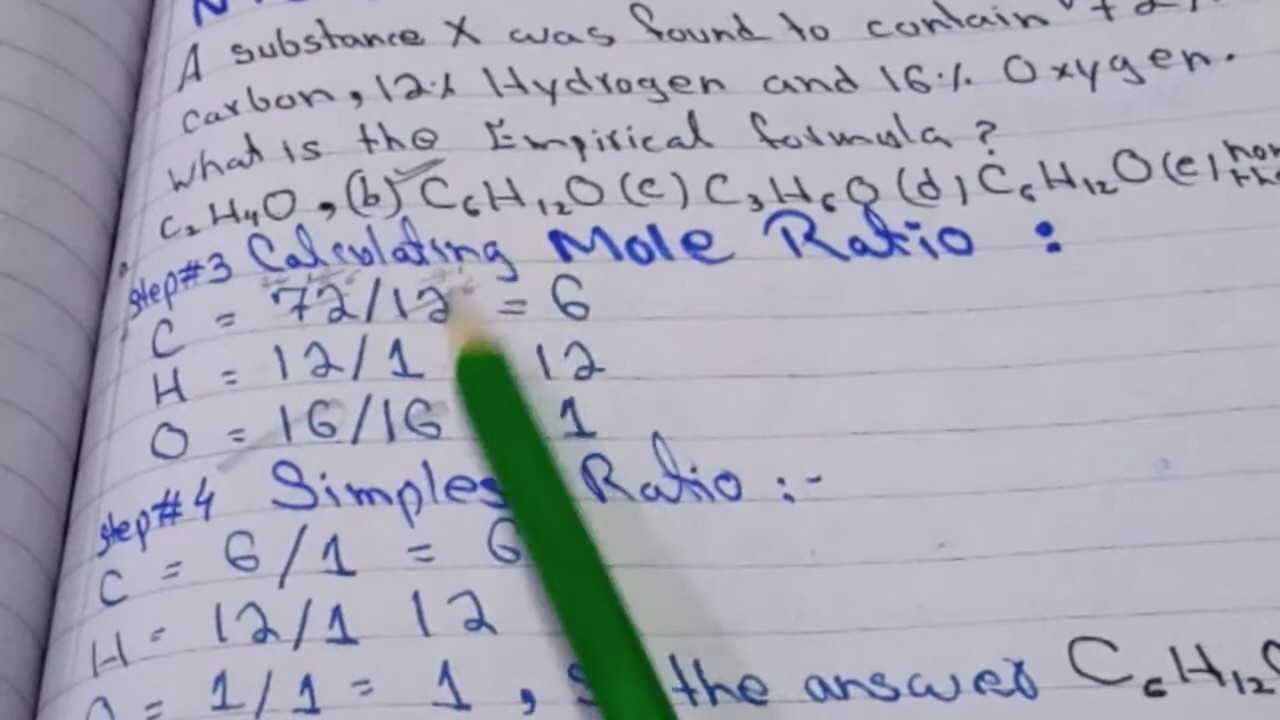 A substance X was found to contain 72%
carbon, 12% Hydrogen and 16% Oxygen.
What is the Empirical formula?
C₂H₄O, (b) C₆H₁₂O (c) C₃H₆O (d) C₆H₁₂O (e)
Step#3 Calculating Mole Ratio:
C = 72/12 = 6
H = 12/1 12
O = 16/16 1
Step#4 Simples Ratio:-
C = 6/1 = 6
H = 12/1 12
O = 1/1 = 1, the answer C₆H₁₂O